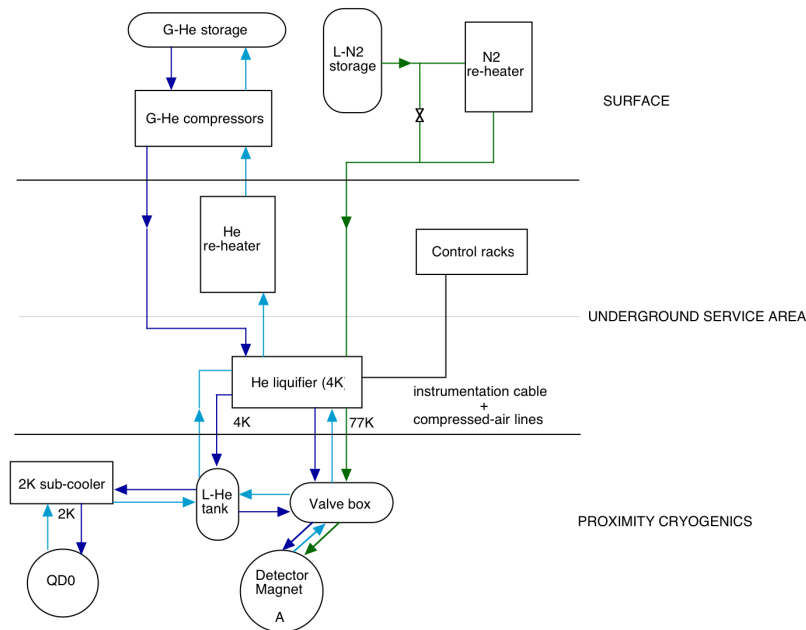 G-He storage
L-N2
storage
N2
re-heater
SURFACE
G-He compressors
He
re-heater
Control racks
UNDERGROUND SERVICE AREA
He liquifier (4K)
instrumentation cable
+
compressed-air lines
4K
77K
2K sub-cooler
L-He
tank
Valve box
2K
PROXIMITY CRYOGENICS
QD0
Detector
Magnet
A